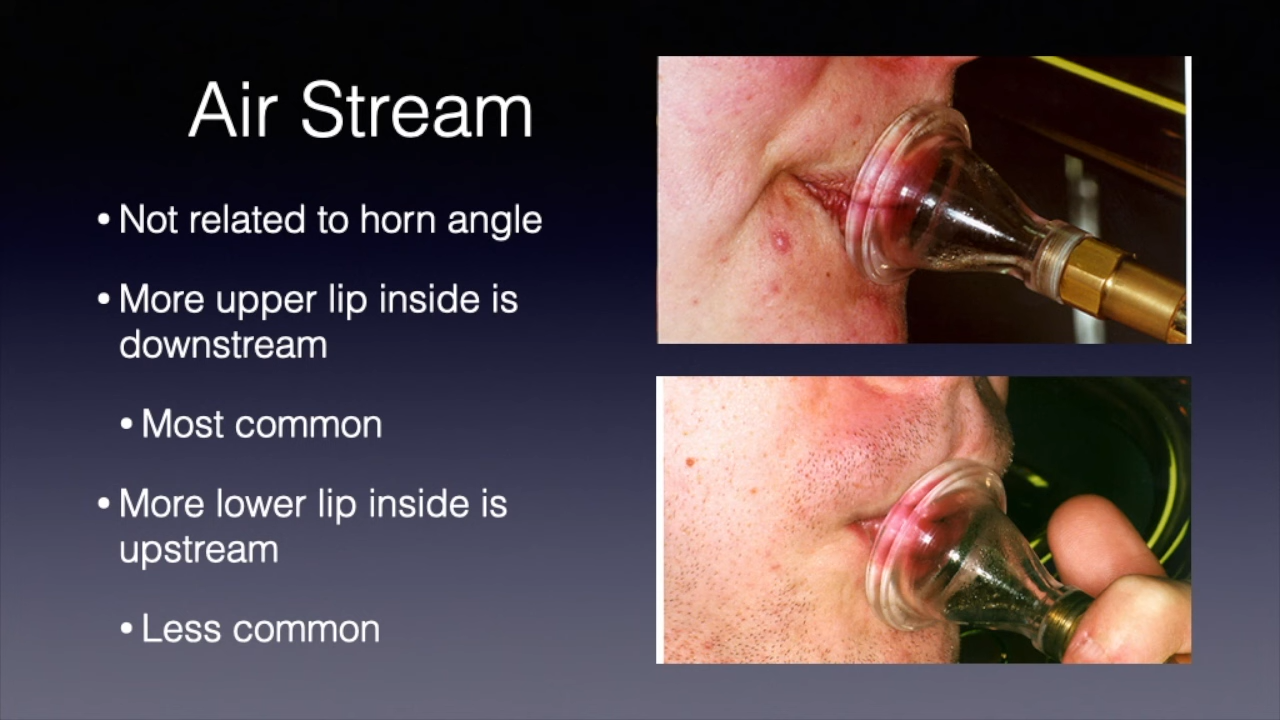 Air Stream
• Not related to horn angle
• More upper lip inside is
downstream
• Most common
• More lower lip inside is
upstream
• Less common